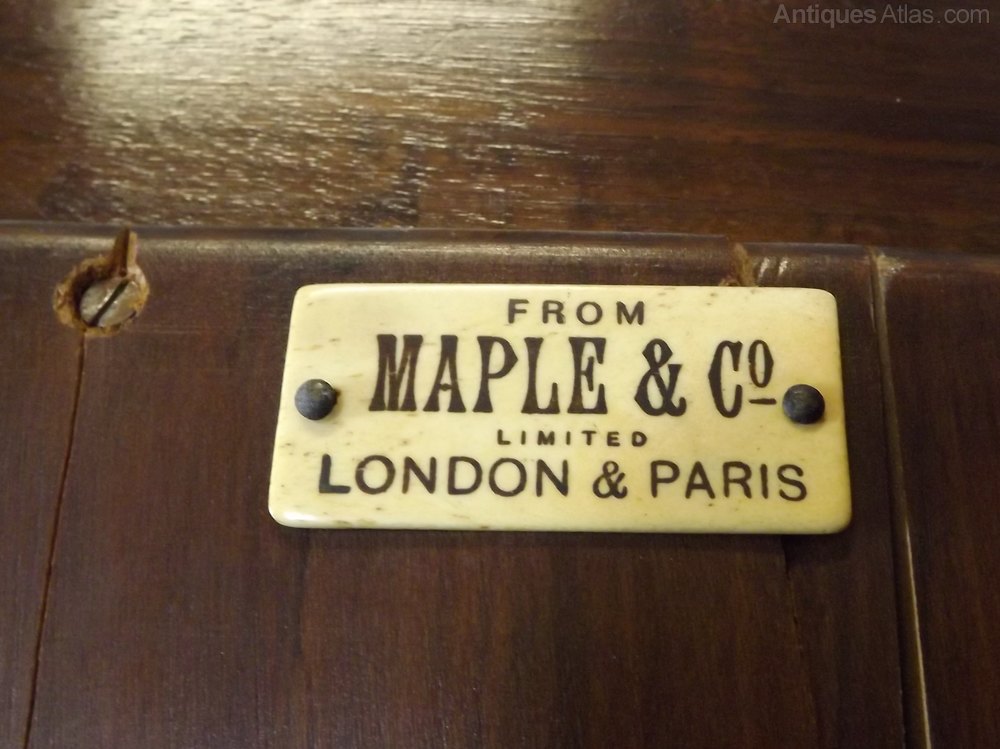 AntiquesAtlas.com
FROM
MAPLE & Cº
LIMITED
LONDON & PARIS